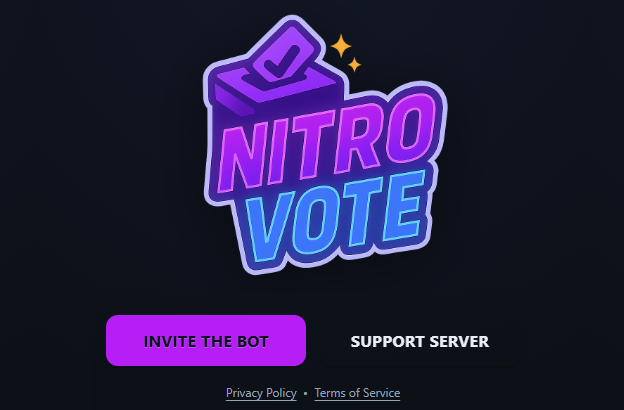 NITRO
VOTE
INVITE THE BOT
SUPPORT SERVER
Privacy Policy • Terms of Service